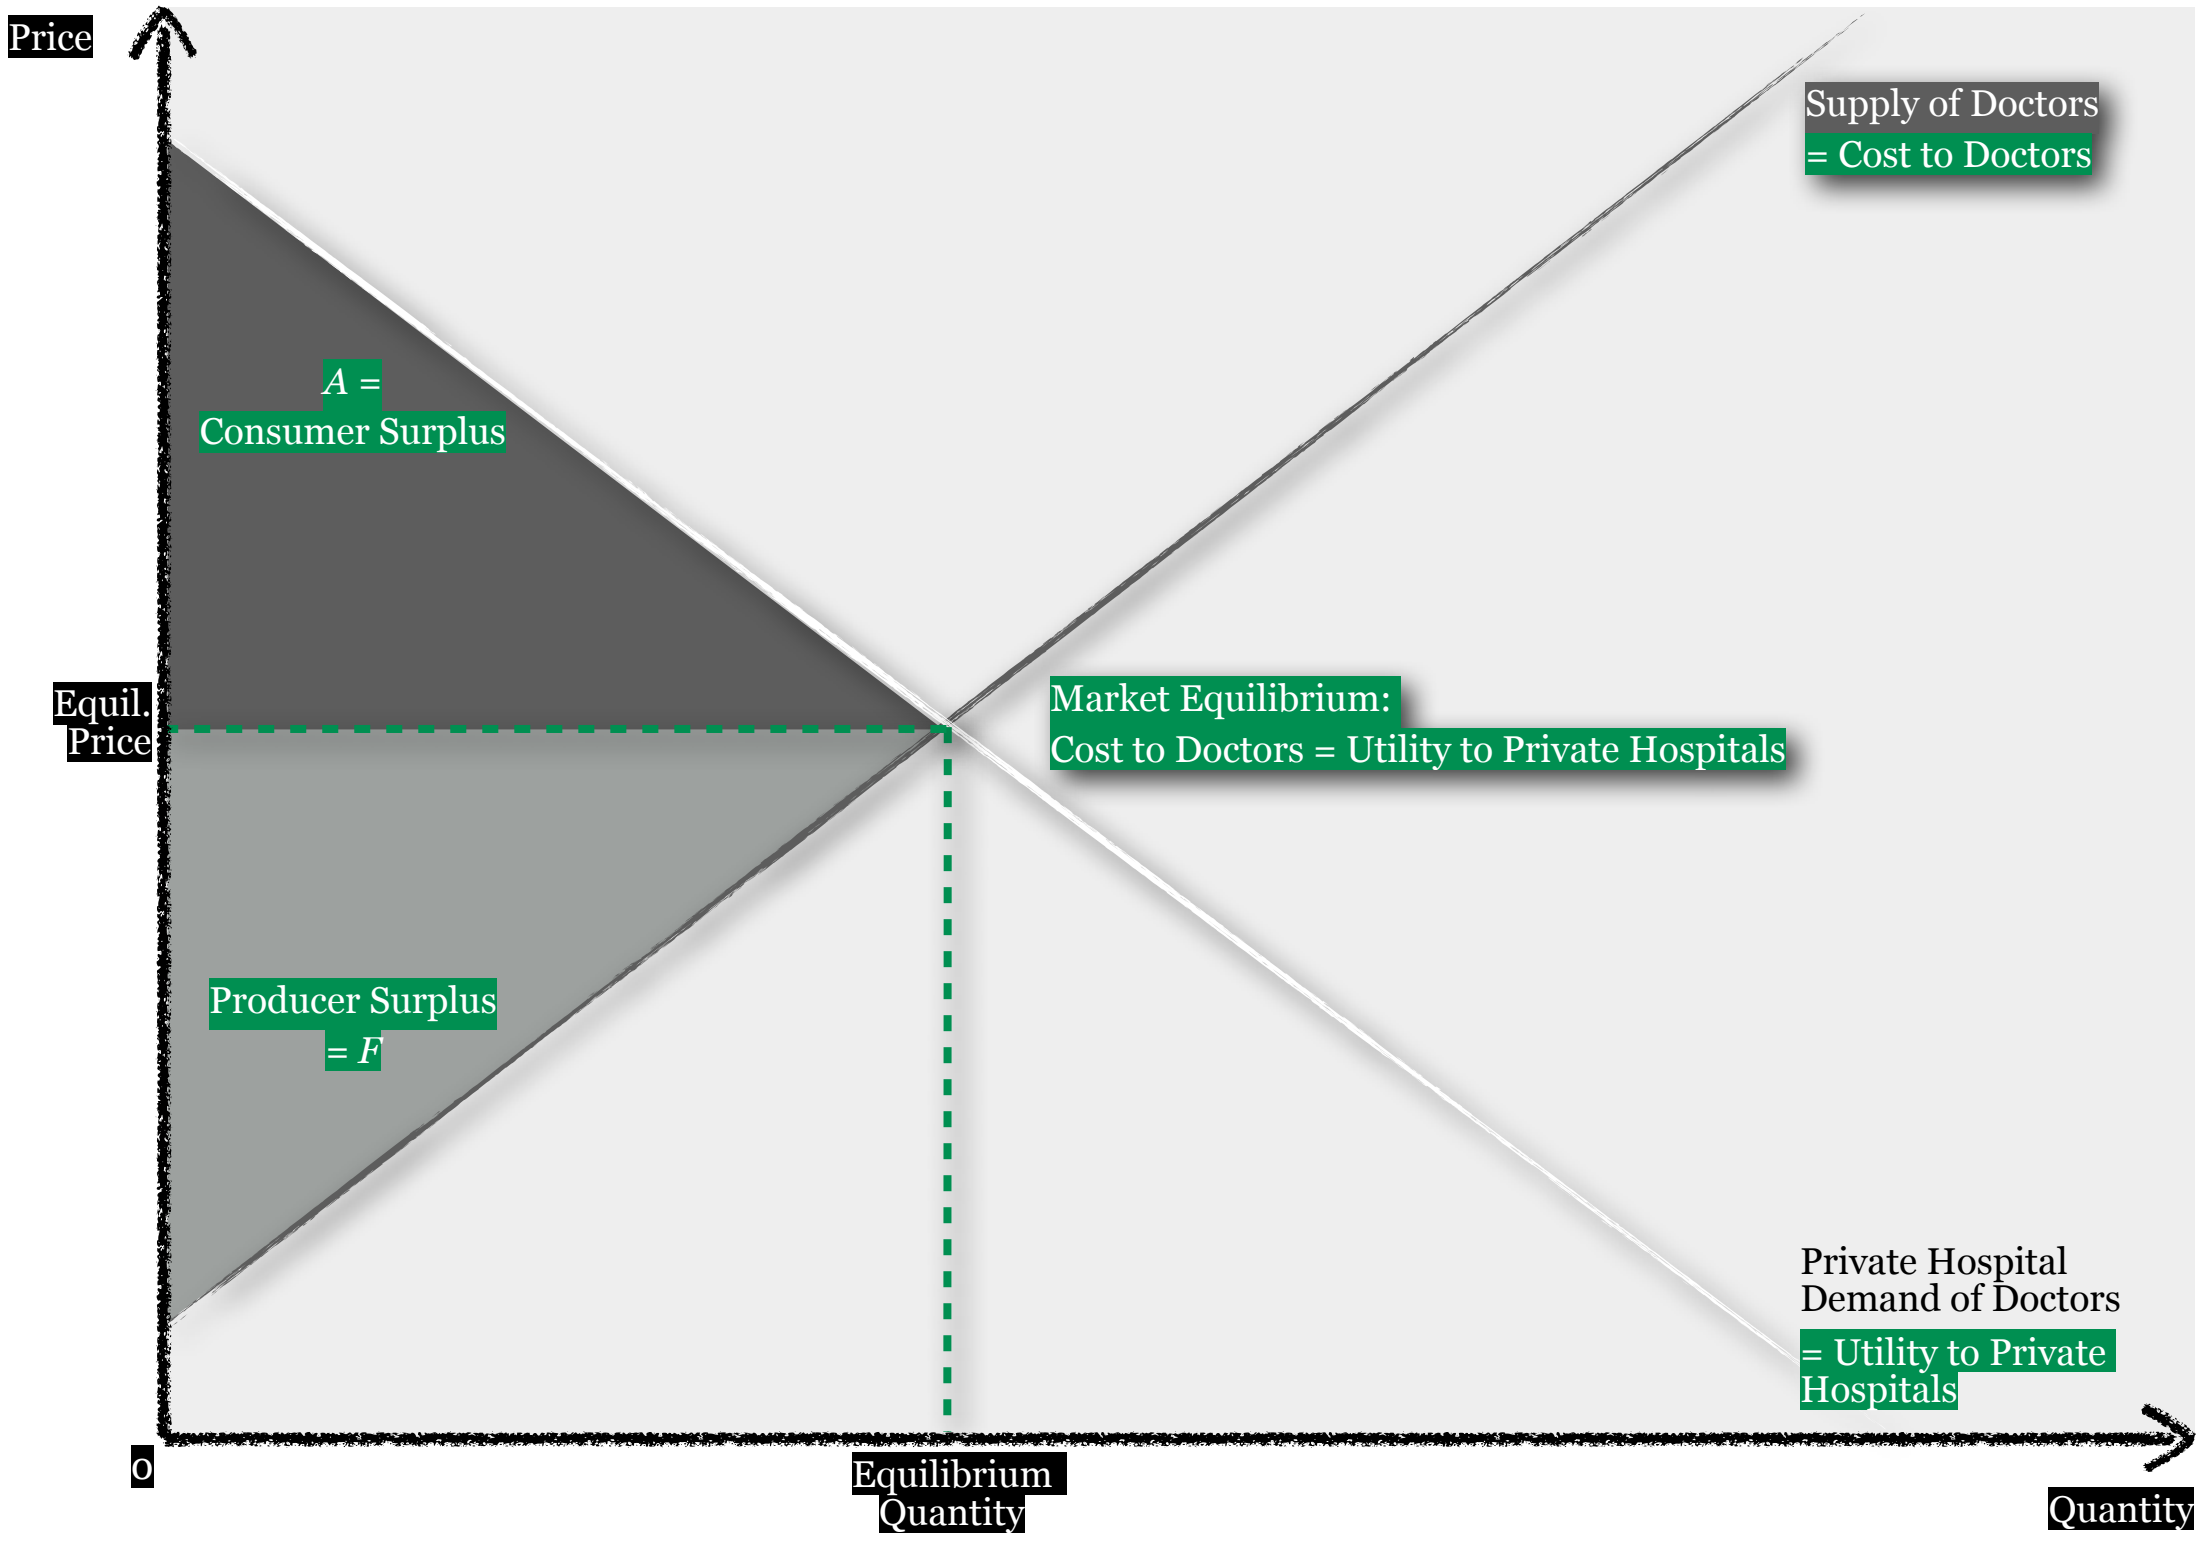 Price
Supply of Doctors
= Cost to Doctors
A =
Consumer Surplus
Equil.
Price
Market Equilibrium:
Cost to Doctors = Utility to Private Hospitals
Producer Surplus
= F
Private Hospital
Demand of Doctors
= Utility to Private
Hospitals
0
Equilibrium
Quantity
Quantity